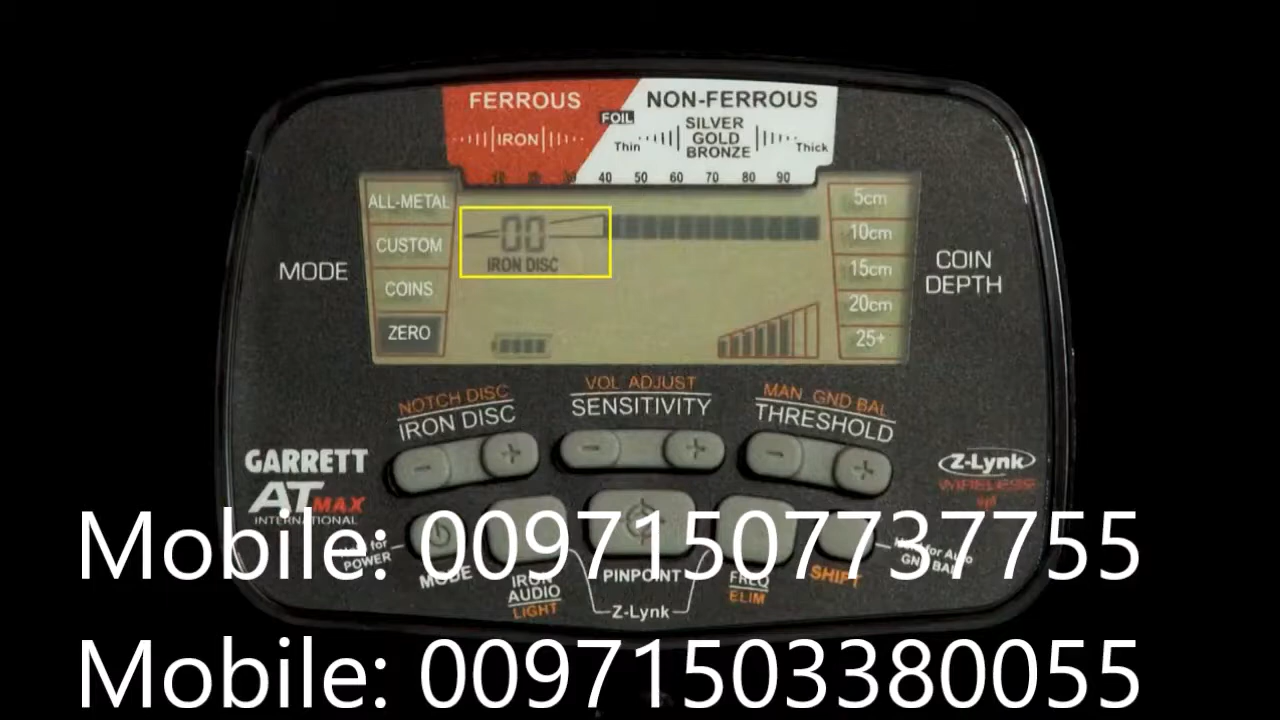 FERROUS
NON-FERROUS
FOIL
IRON
Thin
SILVER
GOLD
BRONZE
Thick
40 50 60 70 80 90
ALL-METAL
CUSTOM
COINS
ZERO
MODE
00
IRON DISC
5cm
10cm
15cm
20cm
25+
COIN
DEPTH
NOTCH DISC
IRON DISC
VOL ADJUST
SENSITIVITY
MAN GND BAL
THRESHOLD
GARRETT
AT MAX
INTERNATIONAL
Z-Lynk
WIRELESS
Mobile: 00971507737755
POWER
MODE
IRON
AUDIO
LIGHT
PINPOINT
Z-Lynk
FREQ
ELIM
SHIFT
GND BAL
Mobile: 00971503380055